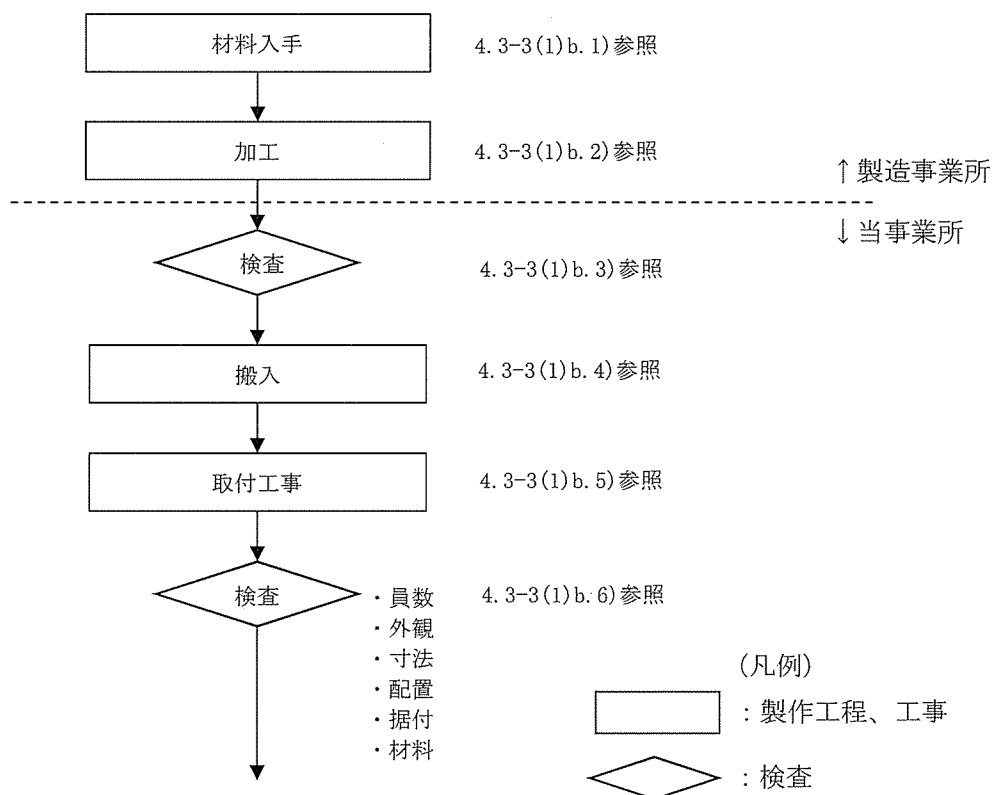 材料入手 4.3-3(1)b.1)参照
加工 4.3-3(1)b.2)参照
↑製造事業所
↓当事業所
検査 4.3-3(1)b.3)参照
搬入 4.3-3(1)b.4)参照
取付工事 4.3-3(1)b.5)参照
検査 4.3-3(1)b.6)参照
・員数
・外観
・寸法
・配置
・据付
・材料
(凡例)
：製作工程、工事
：検査